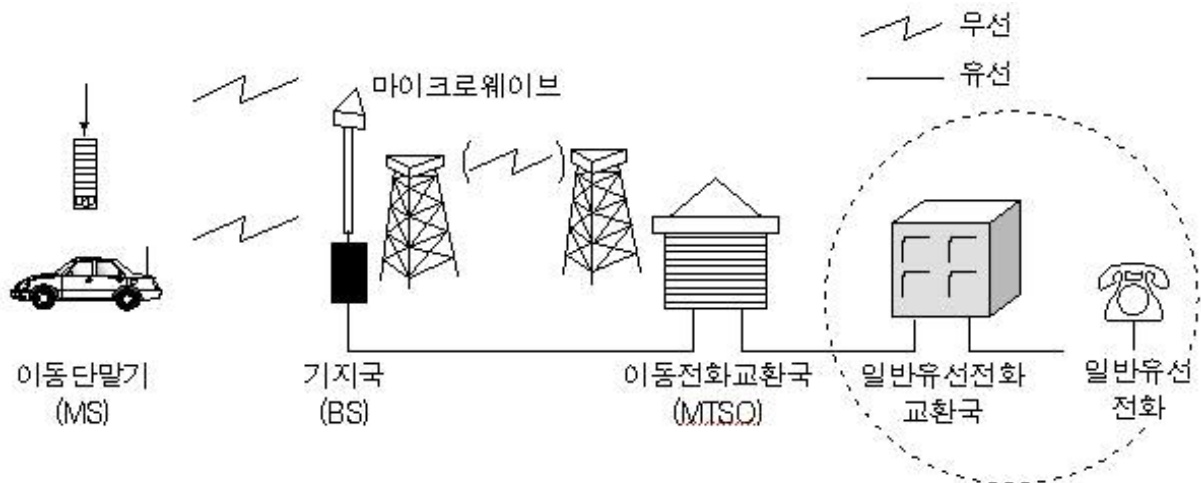 무선
유선
마이크로웨이브
이동단말기
(MS)
기지국
(BS)
이동전화교환국
(MTSO)
일반유선전화
교환국
일반유선
전화